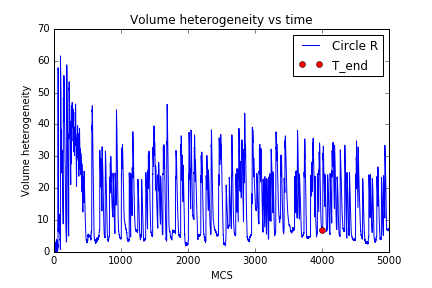 Volume heterogeneity vs time
70
60
50
40
30
20
10
0
Volume heterogeneity
Circle R
T_end
0 1000 2000 3000 4000 5000
MCS